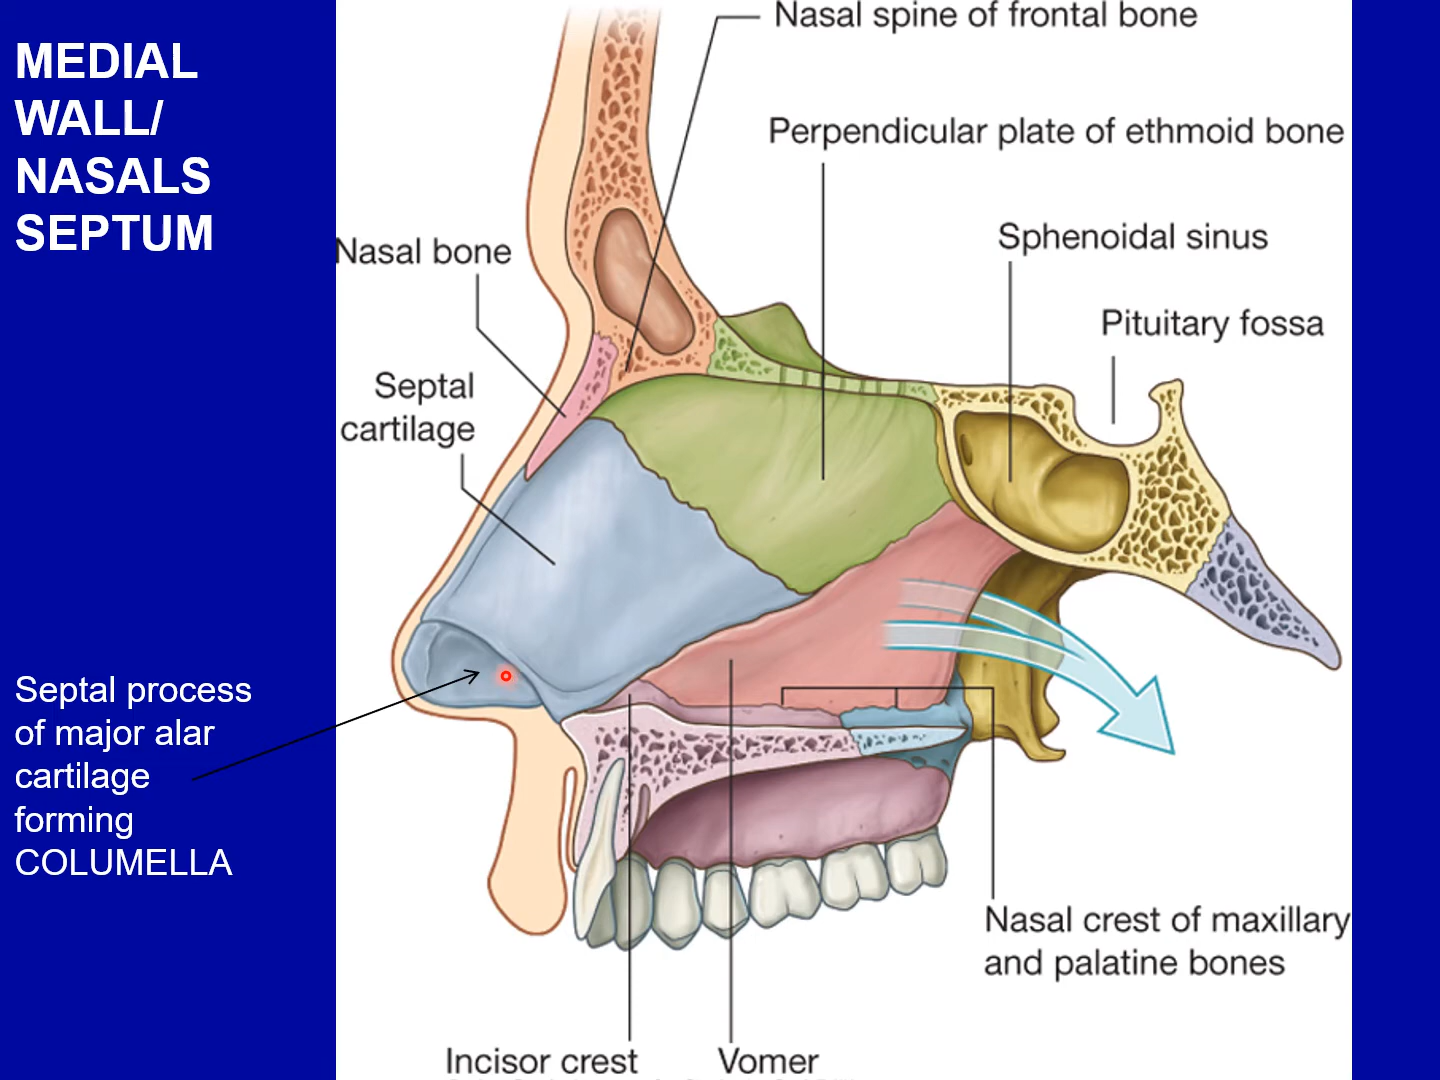 MEDIAL
WALL/
NASALS
SEPTUM
Nasal spine of frontal bone
Perpendicular plate of ethmoid bone
Sphenoidal sinus
Nasal bone
Pituitary fossa
Septal
cartilage
Septal process
of major alar
cartilage
forming
COLUMELLA
Nasal crest of maxillary
and palatine bones
Incisor crest
Vomer